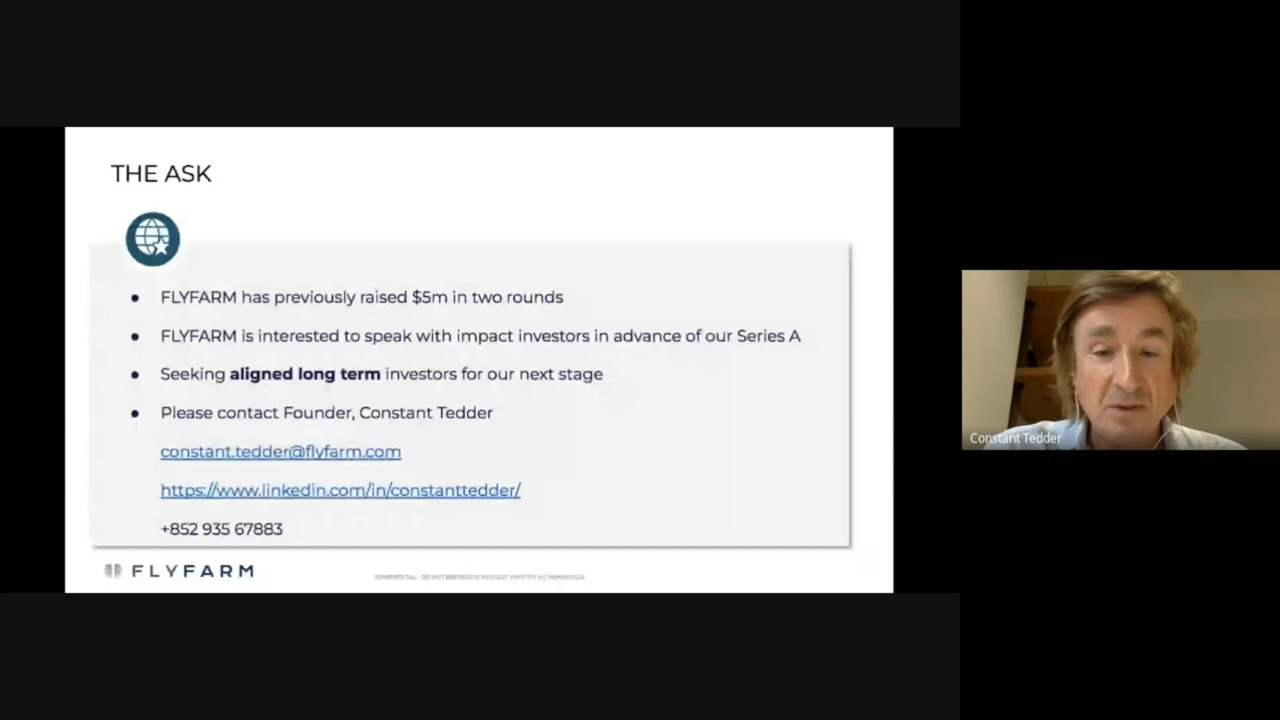 THE ASK
FLYFARM has previously raised $5m in two rounds
FLYFARM is interested to speak with impact investors in advance of our Series A
Seeking aligned long term investors for our next stage
Please contact Founder, Constant Tedder
constant.tedder@flyfarm.com
https://www.linkedin.com/in/constanttedder/
+852 935 67883
FLYFARM
Constant Tedder